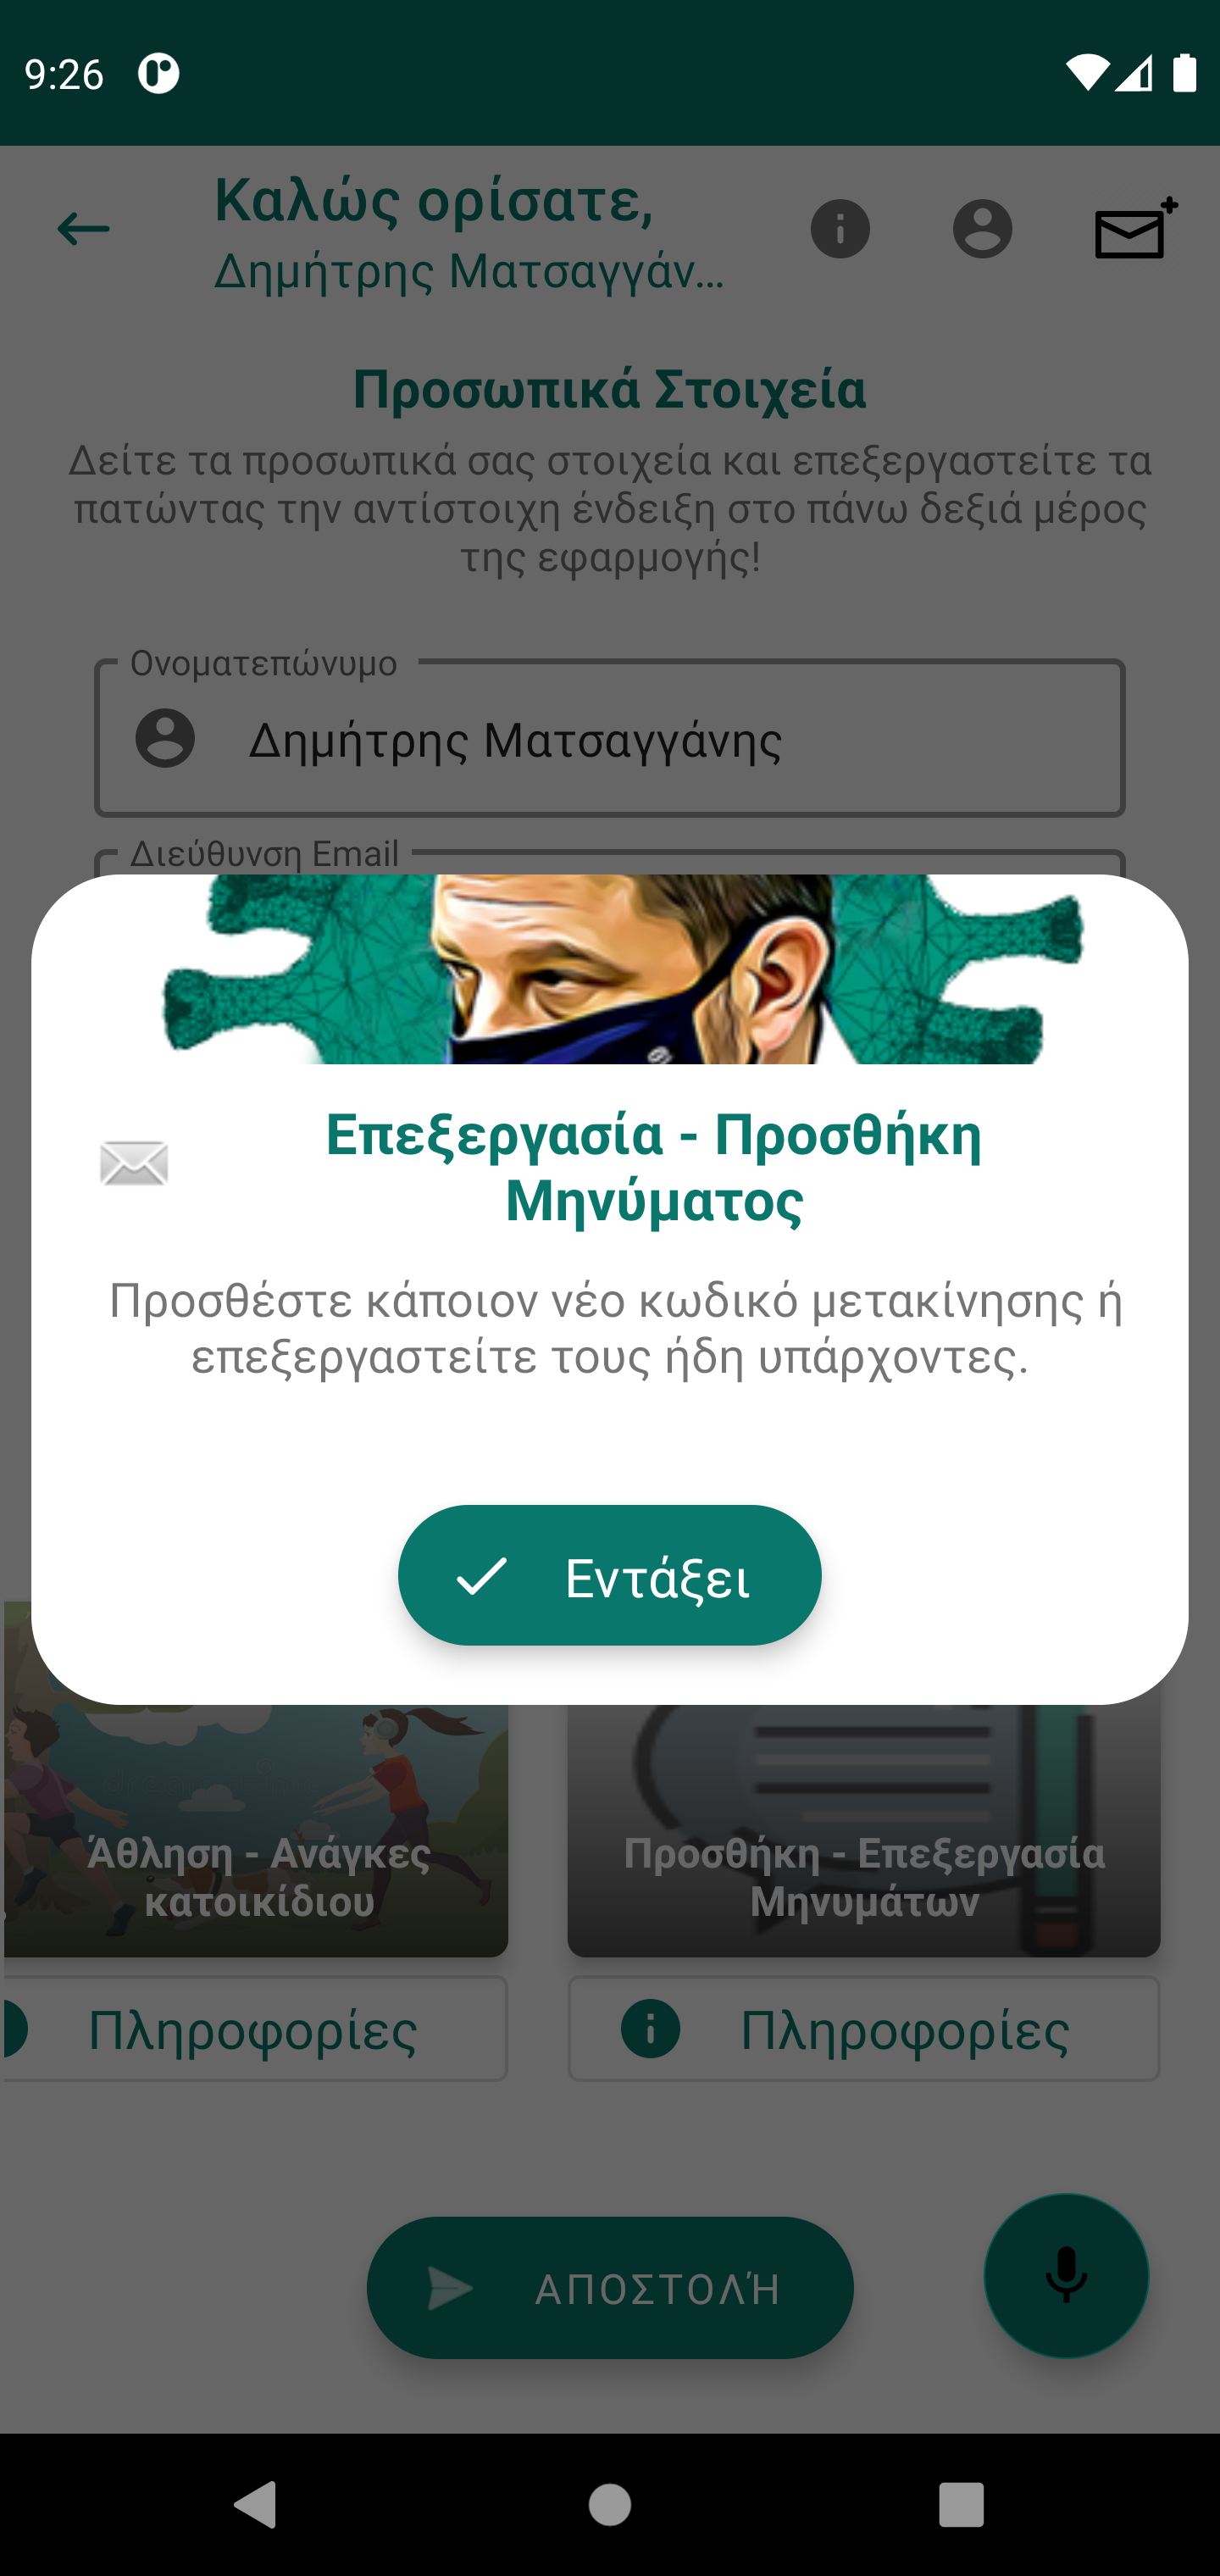 9:26
Καλώς ορίσατε,
Δημήτρης Ματσαγγάν...
Προσωπικά Στοιχεία
Δείτε τα προσωπικά σας στοιχεία και επεξεργαστείτε τα
πατώντας την αντίστοιχη ένδειξη στο πάνω δεξιά μέρος
της εφαρμογής!
Ονοματεπώνυμο
Δημήτρης Ματσαγγάνης
Διεύθυνση Email
Επεξεργασία - Προσθήκη
Μηνύματος
Προσθέστε κάποιον νέο κωδικό μετακίνησης ή
επεξεργαστείτε τους ήδη υπάρχοντες.
Εντάξει
Άθληση - Ανάγκες
κατοικίδιου
Προσθήκη - Επεξεργασία
Μηνυμάτων
Πληροφορίες
Πληροφορίες
ΑΠΟΣΤΟΛΉ